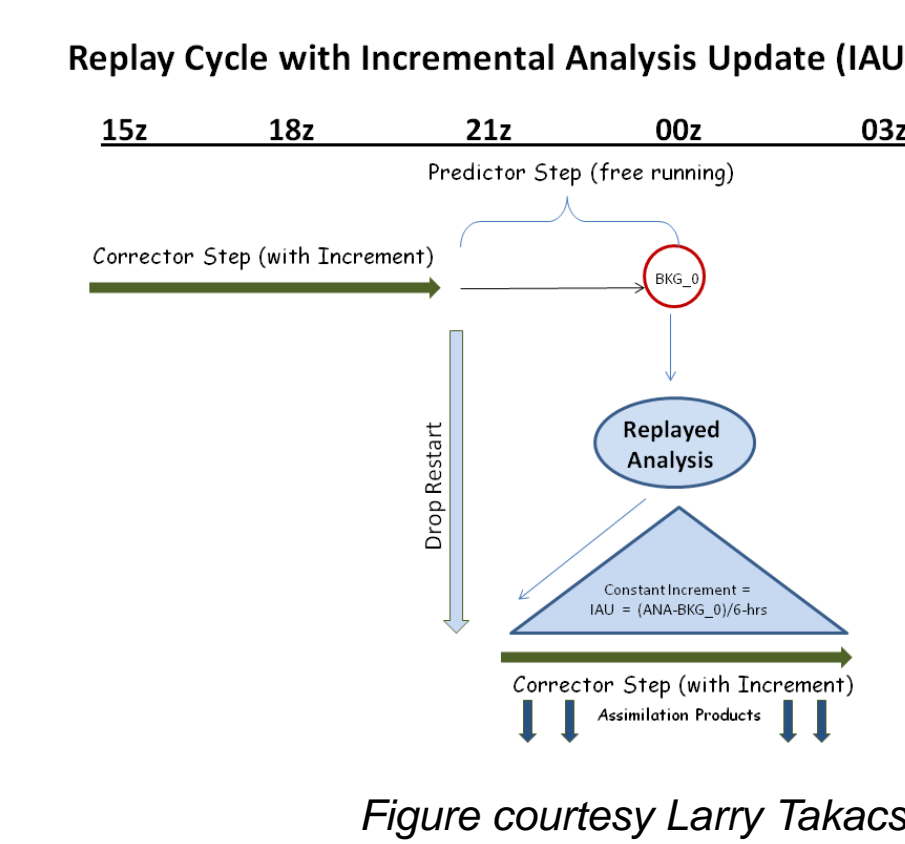 Replay Cycle with Incremental Analysis Update (IAU
15z 18z 21z 00z 03z
Predictor Step (free running)
Corrector Step (with Increment)
BKG_0
Drop Restart
Replayed
Analysis
Constant Increment =
IAU = (ANA-BKG_0)/6-hrs
Corrector Step (with Increment)
Assimilation Products
Figure courtesy Larry Takacs